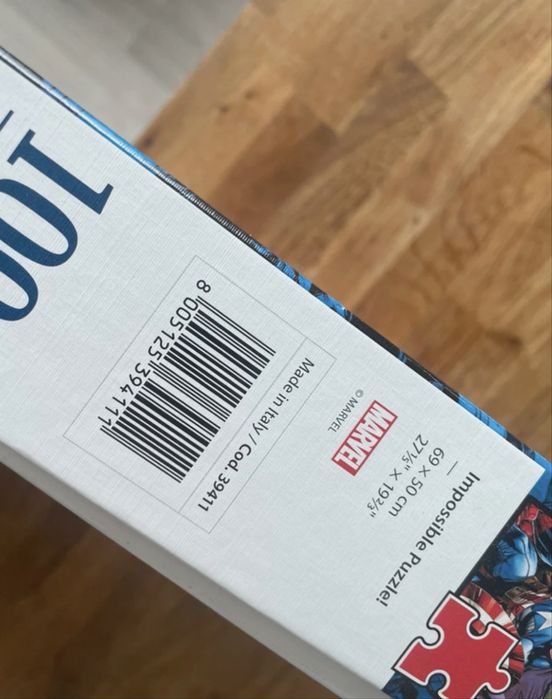 100
8 005125 394111
Made in Italy / Cod. 39411
© MARVEL
MARVEL
69 x 50 cm
27⅕" X 19⅔"
Impossible Puzzle!